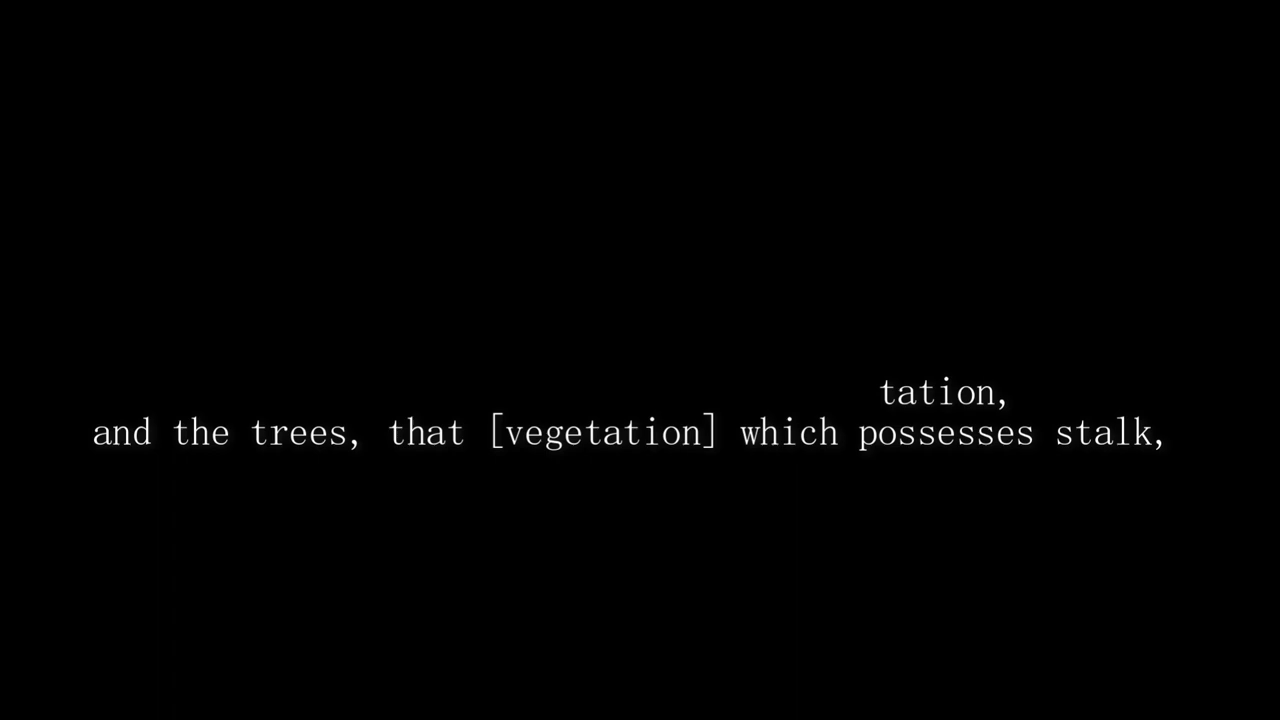 tation,
and the trees, that [vegetation] which possesses stalk,